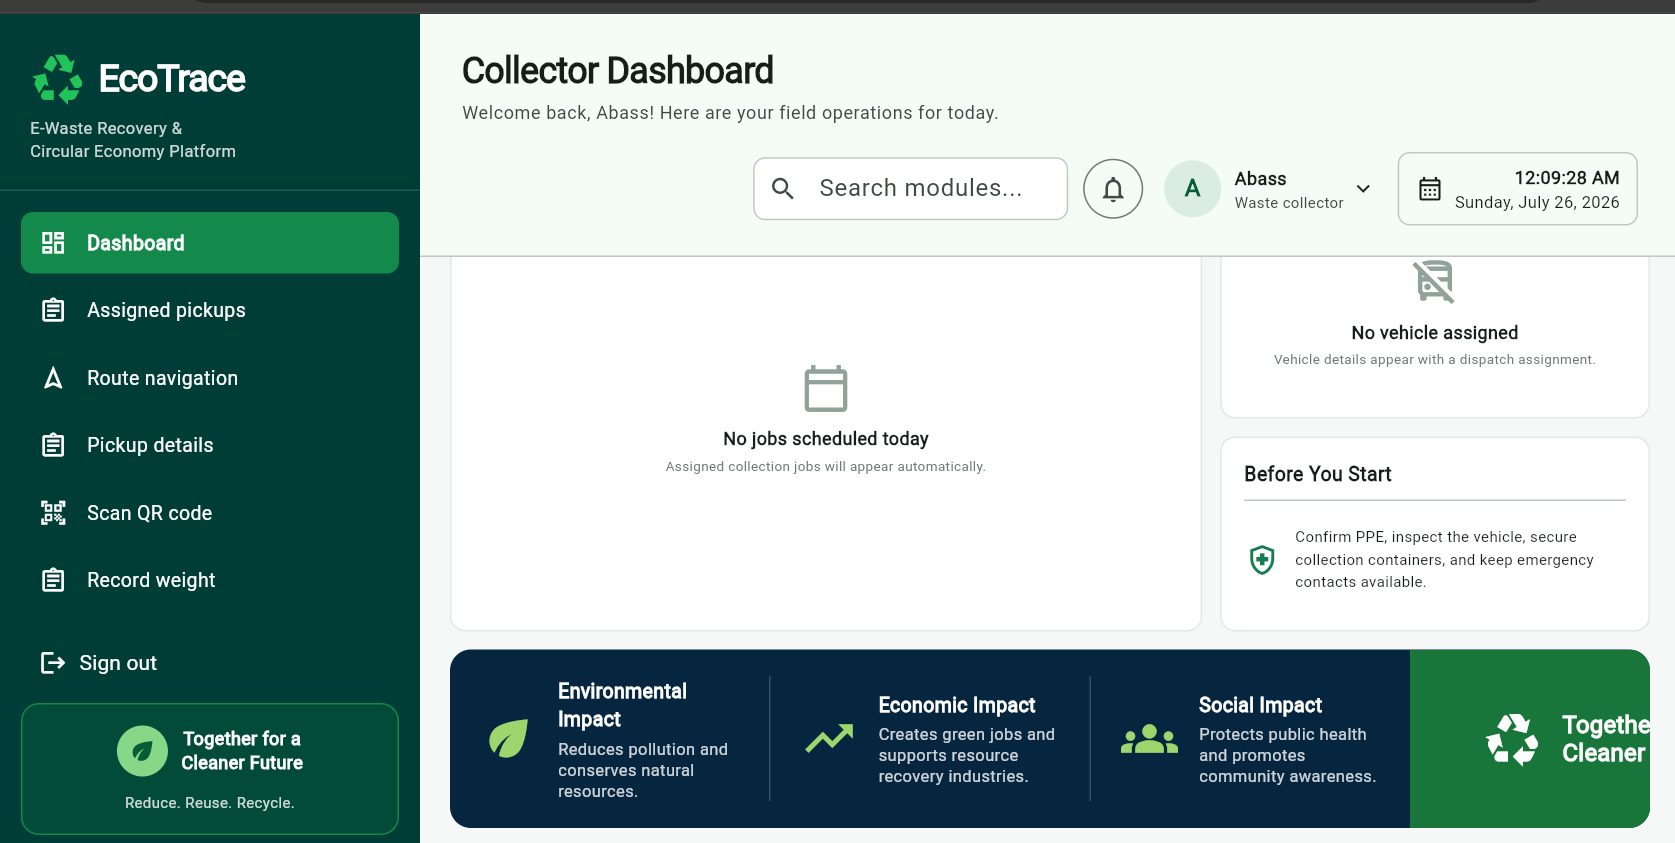 EcoTrace
E-Waste Recovery &
Circular Economy Platform
Dashboard
Assigned pickups
Route navigation
Pickup details
Scan QR code
Record weight
Sign out
Together for a
Cleaner Future
Reduce. Reuse. Recycle.
Collector Dashboard
Welcome back, Abass! Here are your field operations for today.
Search modules...
A
Abass
Waste collector
12:09:28 AM
Sunday, July 26, 2026
No jobs scheduled today
Assigned collection jobs will appear automatically.
No vehicle assigned
Vehicle details appear with a dispatch assignment.
Before You Start
Confirm PPE, inspect the vehicle, secure
collection containers, and keep emergency
contacts available.
Environmental
Impact
Reduces pollution and
conserves natural
resources.
Economic Impact
Creates green jobs and
supports resource
recovery industries.
Social Impact
Protects public health
and promotes
community awareness.
Togethe
Cleaner